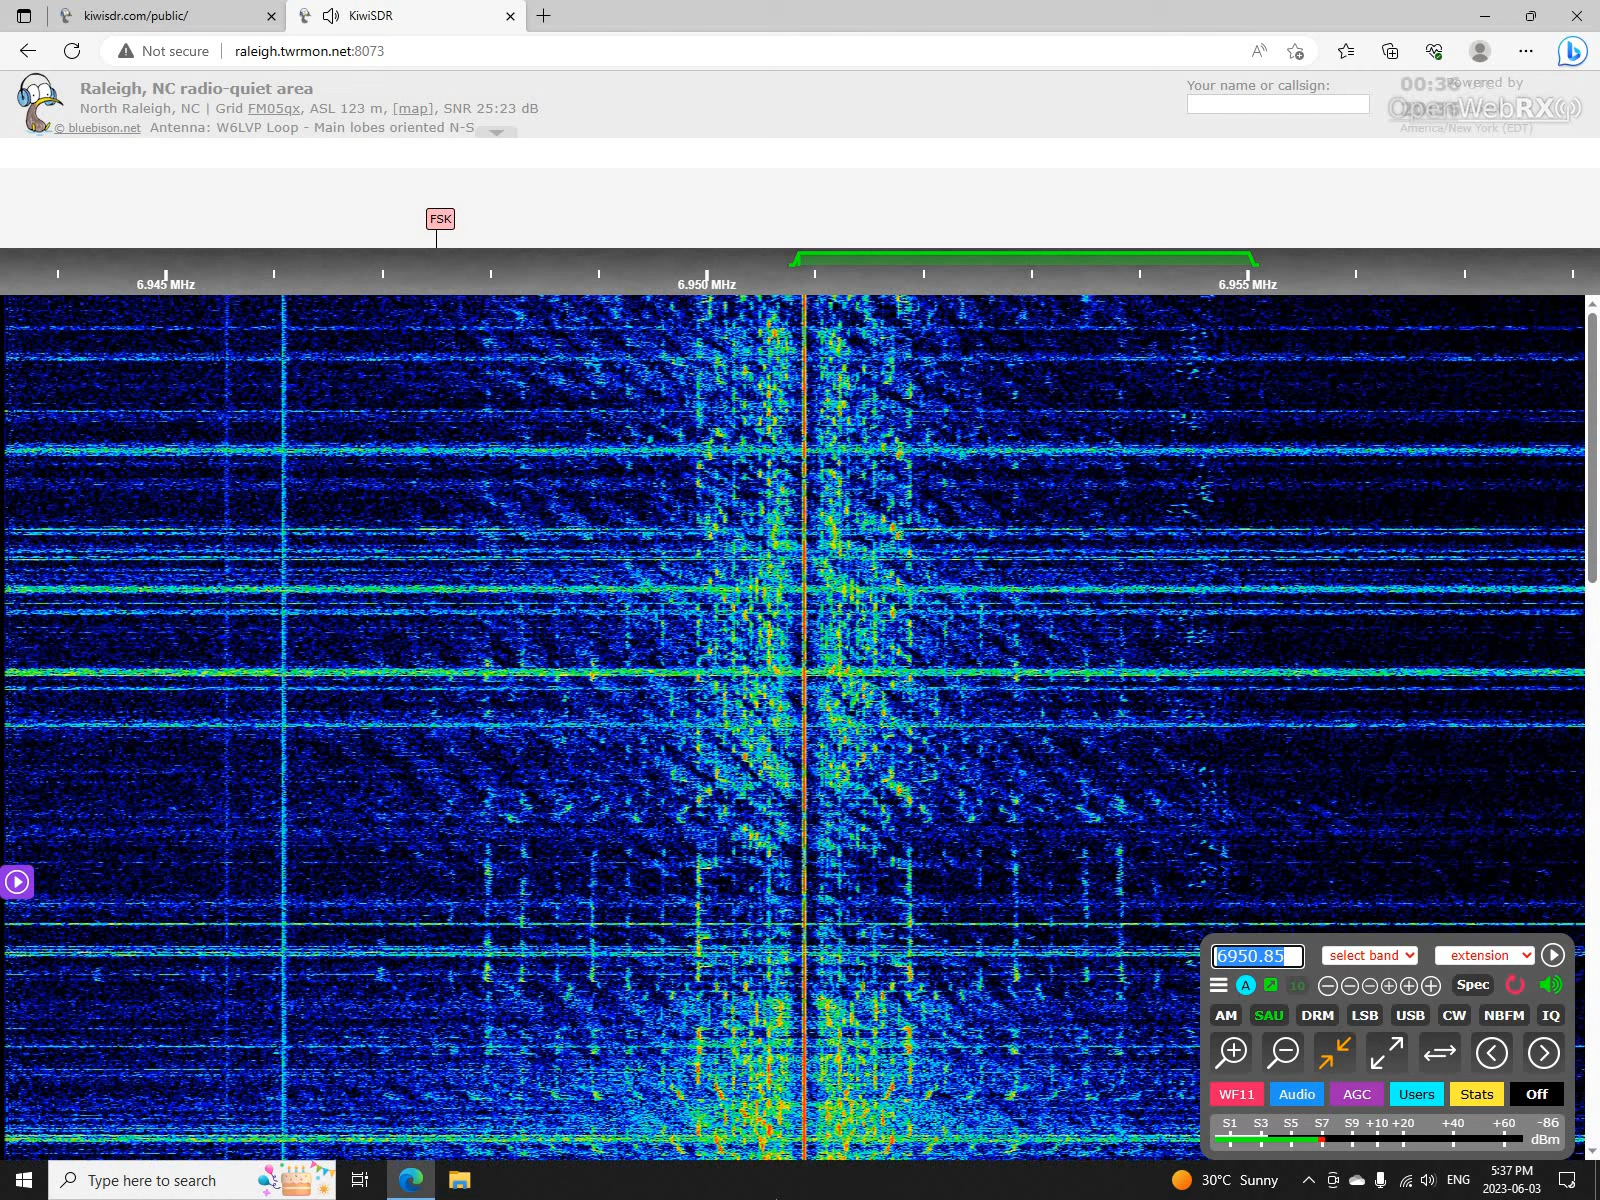 kiwisdr.com/public/
KiwiSDR
Not secure
raleigh.twrmon.net:8073
Raleigh, NC radio-quiet area
North Raleigh, NC | Grid FM05qx, ASL 123 m, [map], SNR 25:23 dB
© bluebison.net Antenna: W6LVP Loop - Main lobes oriented N-S
Your name or callsign:
Powered by
OpenWebRX
America/New York (EDT)
FSK
6.945 MHz
6.950 MHz
6.955 MHz
6950.85
select band
extension
A
10
Spec
AM SAU DRM LSB USB CW NBFM IQ
WF11 Audio AGC Users Stats Off
S1 S3 S5 S7 S9 +10 +20 +40 +60 -86
dBm
Type here to search
30°C Sunny
ENG
5:37 PM
2023-06-03